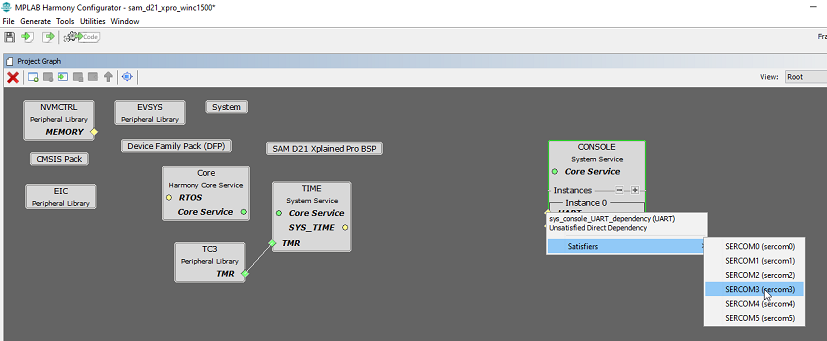 MPLAB Harmony Configurator - sam_d21_xpro_winc1500*
File Generate Tools Utilities Help
Code
Fra
Project Graph
View: Root
NVMCTRL
Peripheral Library
MEMORY
EVSYS
Peripheral Library
System
CMSIS Pack
Device Family Pack (DFP)
SAM D21 Xplained Pro BSP
EIC
Peripheral Library
Core
Harmony Core Service
RTOS
Core Service
TIME
System Service
Core Service
SYS_TIME
TMR
TC3
Peripheral Library
TMR
CONSOLE
System Service
Core Service
Instances
Instance 0
UART
sys_console_UART_dependency (UART)
Unsatisfied Direct Dependency
Satisfiers
SERCOM0 (sercom0)
SERCOM1 (sercom1)
SERCOM2 (sercom2)
SERCOM3 (sercom3)
SERCOM4 (sercom4)
SERCOM5 (sercom5)